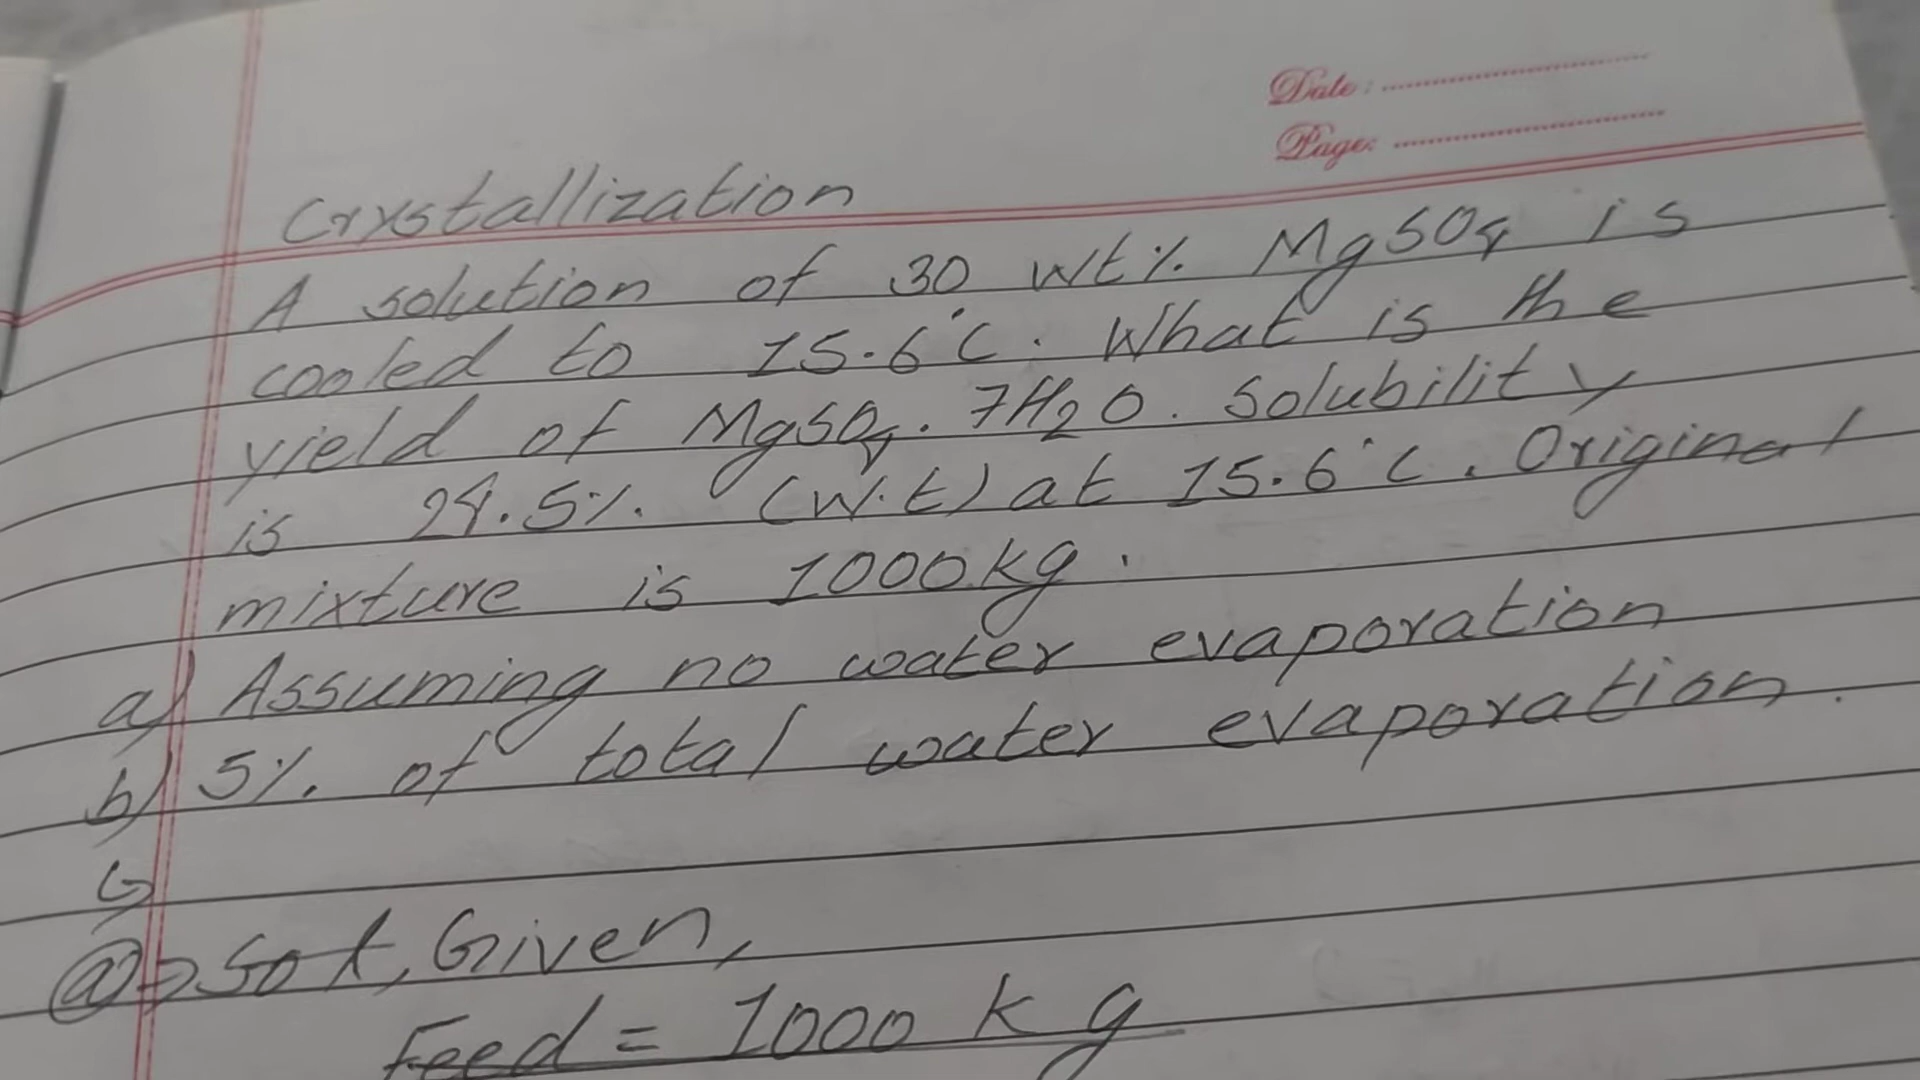 Date:
Page:
Crystallization
A solution of 30 wt% MgSO4 is
cooled to 15.6°C. What is the
yield of MgSO4.7H2O. Solubility
is 24.5% (w.t) at 15.6°C. Original
mixture is 1000kg.
a) Assuming no water evaporation
b) 5% of total water evaporation.
@ Sol, Given,
Feed = 1000 kg